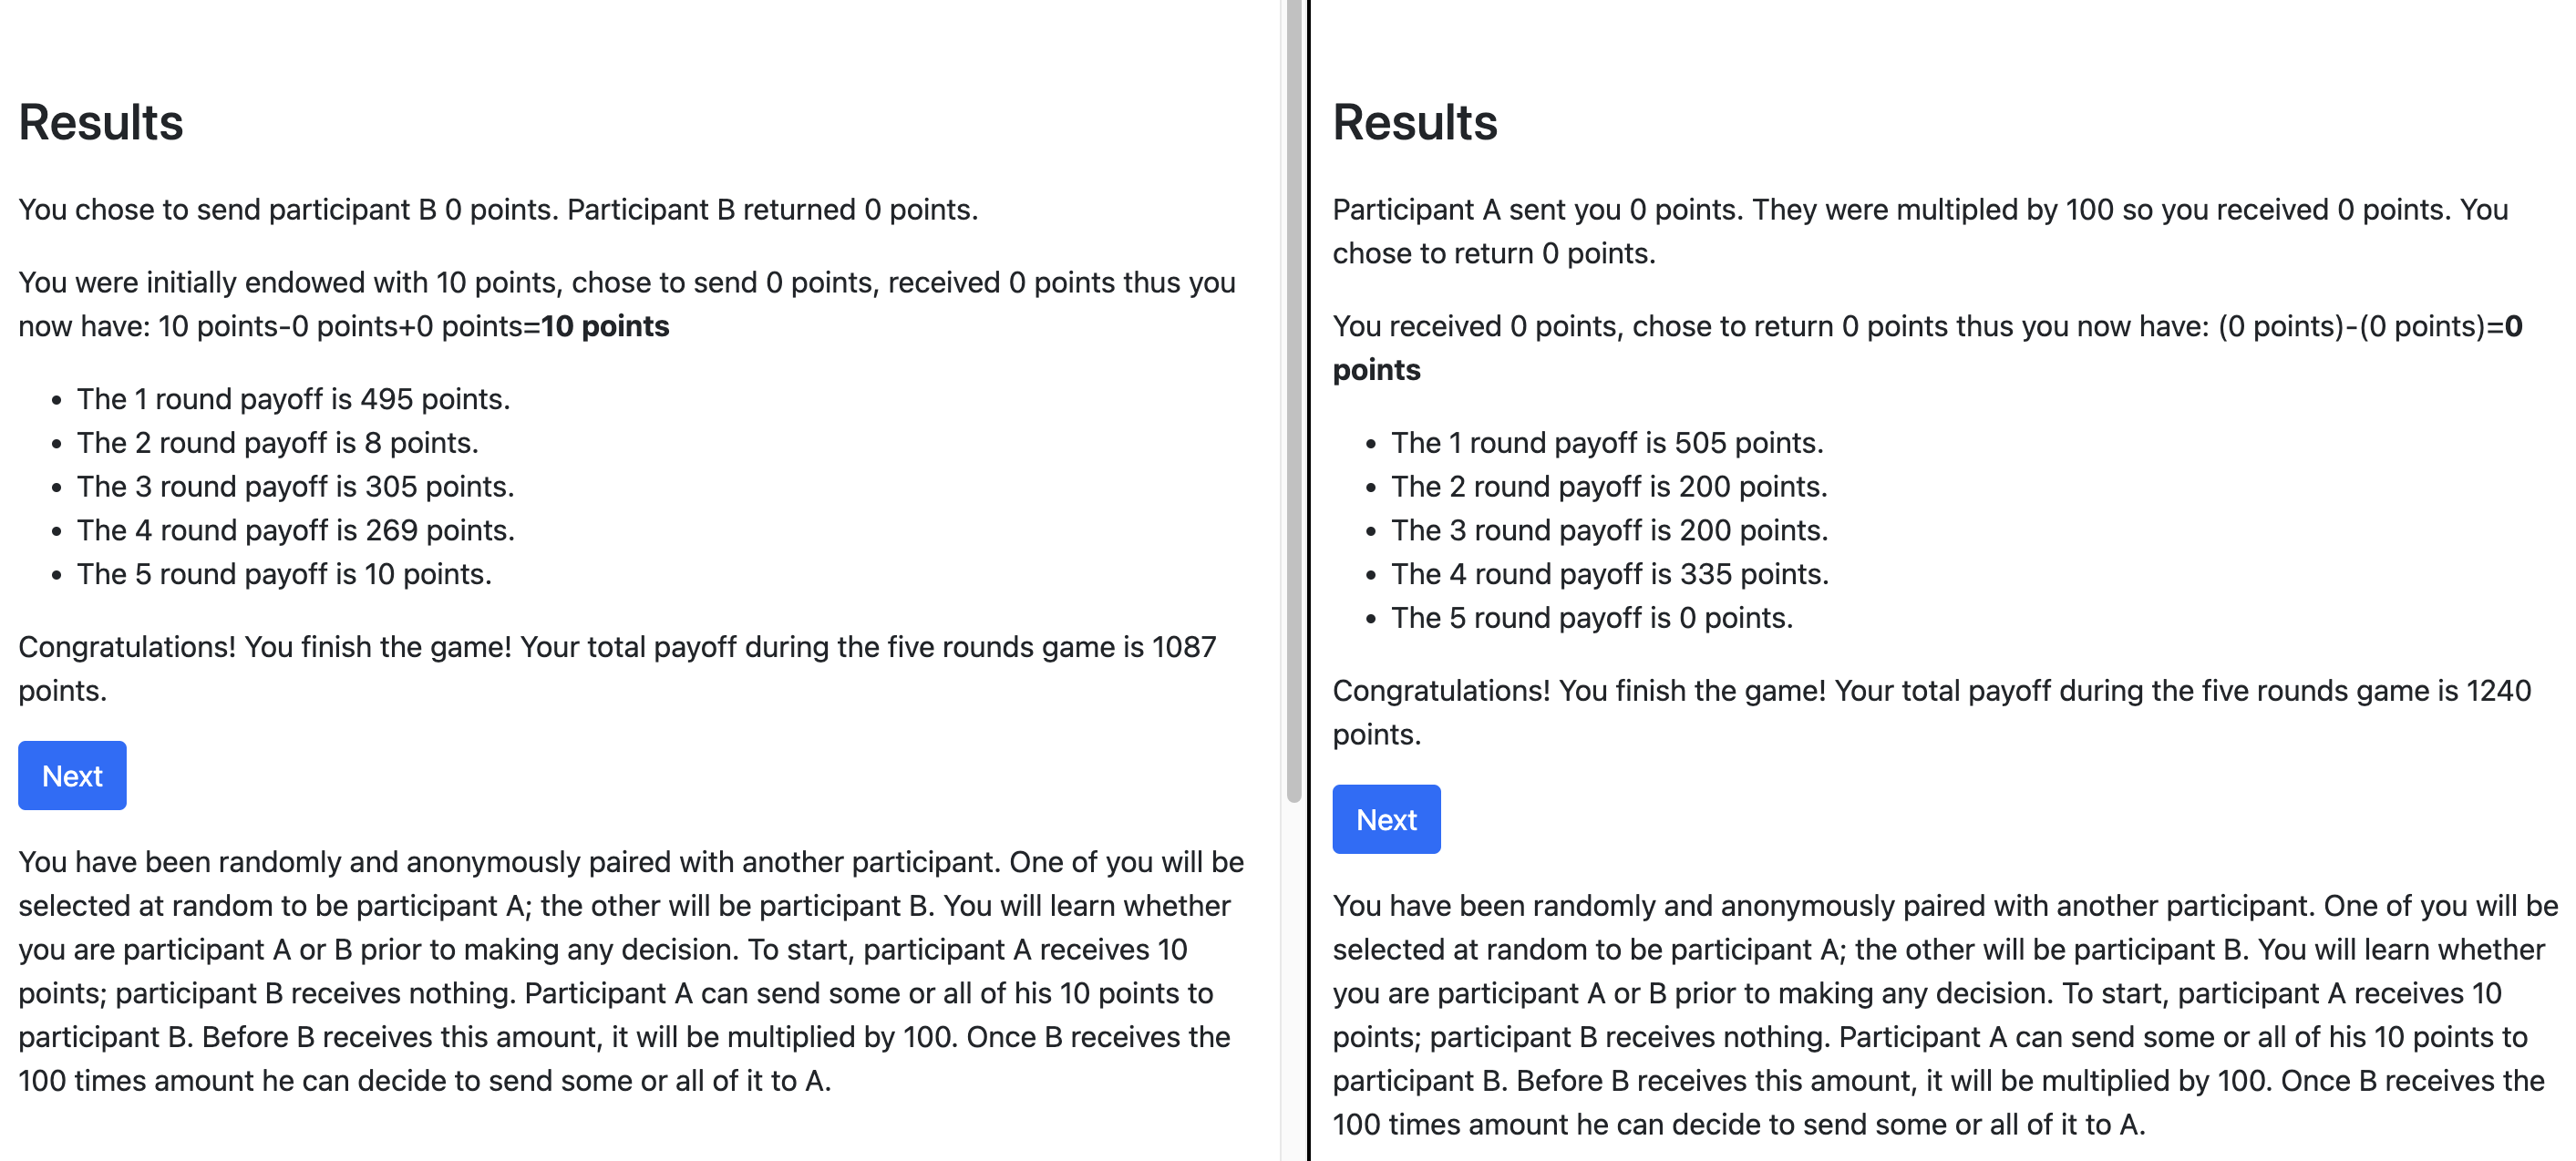 Results
You chose to send participant B 0 points. Participant B returned 0 points.
You were initially endowed with 10 points, chose to send 0 points, received 0 points thus you
now have: 10 points-0 points+0 points=10 points
• The 1 round payoff is 495 points.
• The 2 round payoff is 8 points.
• The 3 round payoff is 305 points.
• The 4 round payoff is 269 points.
• The 5 round payoff is 10 points.
Congratulations! You finish the game! Your total payoff during the five rounds game is 1087
points.
Next
You have been randomly and anonymously paired with another participant. One of you will be
selected at random to be participant A; the other will be participant B. You will learn whether
you are participant A or B prior to making any decision. To start, participant A receives 10
points; participant B receives nothing. Participant A can send some or all of his 10 points to
participant B. Before B receives this amount, it will be multiplied by 100. Once B receives the
100 times amount he can decide to send some or all of it to A.
Results
Participant A sent you 0 points. They were multipled by 100 so you received 0 points. You
chose to return 0 points.
You received 0 points, chose to return 0 points thus you now have: (0 points)-(0 points)=0
points
• The 1 round payoff is 505 points.
• The 2 round payoff is 200 points.
• The 3 round payoff is 200 points.
• The 4 round payoff is 335 points.
• The 5 round payoff is 0 points.
Congratulations! You finish the game! Your total payoff during the five rounds game is 1240
points.
Next
You have been randomly and anonymously paired with another participant. One of you will be
selected at random to be participant A; the other will be participant B. You will learn whether
you are participant A or B prior to making any decision. To start, participant A receives 10
points; participant B receives nothing. Participant A can send some or all of his 10 points to
participant B. Before B receives this amount, it will be multiplied by 100. Once B receives the
100 times amount he can decide to send some or all of it to A.